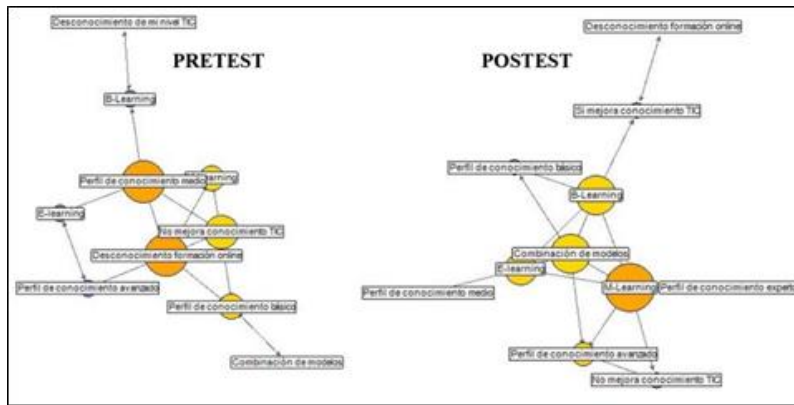 Desconocimiento de mi nivel TIC
PRETEST
B-Learning
Perfil de conocimiento medio
E-learning
No mejora conocimiento TIC
Desconocimiento formación online
Perfil de conocimiento avanzado
Perfil de conocimiento básico
Combinación de modelos
Desconocimiento formación online
POSTEST
Si mejora conocimiento TIC
Perfil de conocimiento básico
B-Learning
Combinación de modelos
E-learning
Perfil de conocimiento medio
M-Learning
Perfil de conocimiento experto
Perfil de conocimiento avanzado
No mejora conocimiento TIC